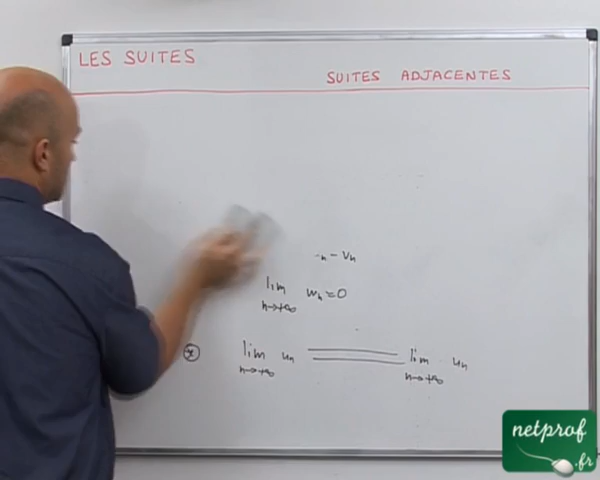 LES SUITES
SUITES ADJACENTES
- vₙ
lim wₙ = 0
n→+∞
* lim uₙ = lim uₙ
n→+∞ n→+∞
netprof
.fr